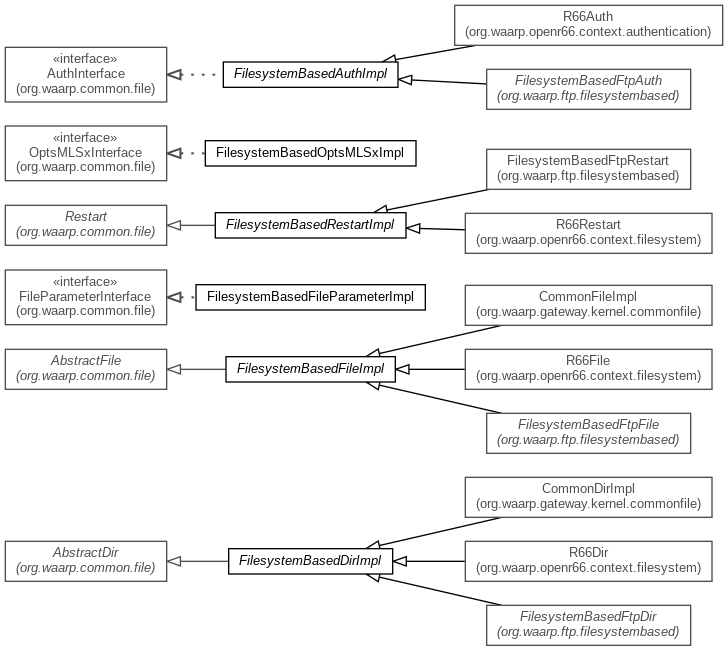 R66Auth
(org.waarp.openr66.context.authentication)
«interface»
AuthInterface
(org.waarp.common.file)
FilesystemBasedAuthImpl
FilesystemBasedFtpAuth
(org.waarp.ftp.filesystembased)
«interface»
OptsMLSxInterface
(org.waarp.common.file)
FilesystemBasedOptsMLSxImpl
FilesystemBasedFtpRestart
(org.waarp.ftp.filesystembased)
Restart
(org.waarp.common.file)
FilesystemBasedRestartImpl
R66Restart
(org.waarp.openr66.context.filesystem)
«interface»
FileParameterInterface
(org.waarp.common.file)
FilesystemBasedFileParameterImpl
CommonFileImpl
(org.waarp.gateway.kernel.commonfile)
AbstractFile
(org.waarp.common.file)
FilesystemBasedFileImpl
R66File
(org.waarp.openr66.context.filesystem)
FilesystemBasedFtpFile
(org.waarp.ftp.filesystembased)
CommonDirImpl
(org.waarp.gateway.kernel.commonfile)
AbstractDir
(org.waarp.common.file)
FilesystemBasedDirImpl
R66Dir
(org.waarp.openr66.context.filesystem)
FilesystemBasedFtpDir
(org.waarp.ftp.filesystembased)